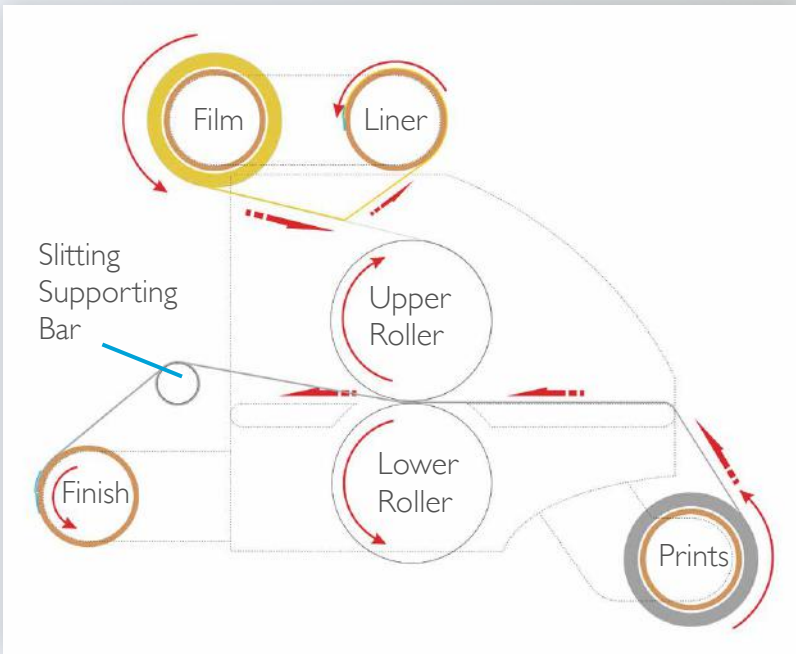 Film
Liner
Slitting
Supporting
Bar
Upper
Roller
Lower
Roller
Finish
Prints